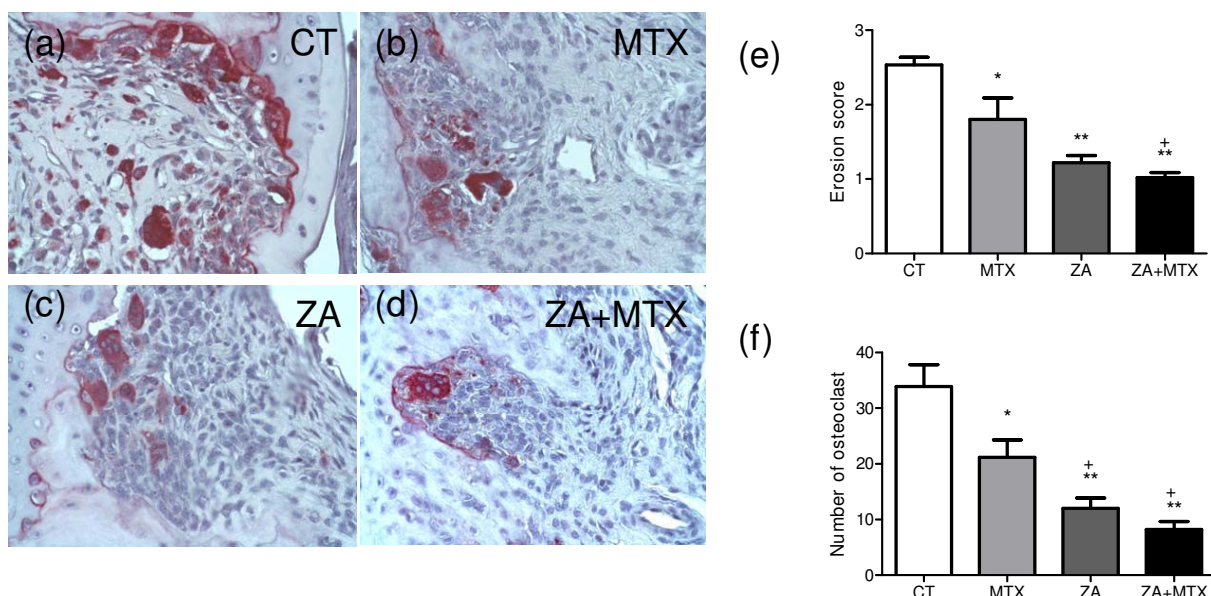 (a) CT
(b) MTX
(c) ZA
(d) ZA+MTX
(e)
Erosion score
3
2
1
0
*
**
+
**
CT MTX ZA ZA+MTX
(f)
Number of osteoclast
40
30
20
10
0
*
+
**
+
**
CT MTX ZA ZA+MTX